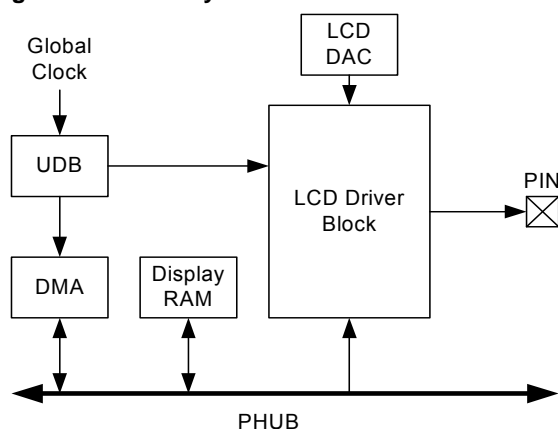 Global
Clock
LCD
DAC
UDB
LCD Driver
Block
PIN
DMA
Display
RAM
PHUB